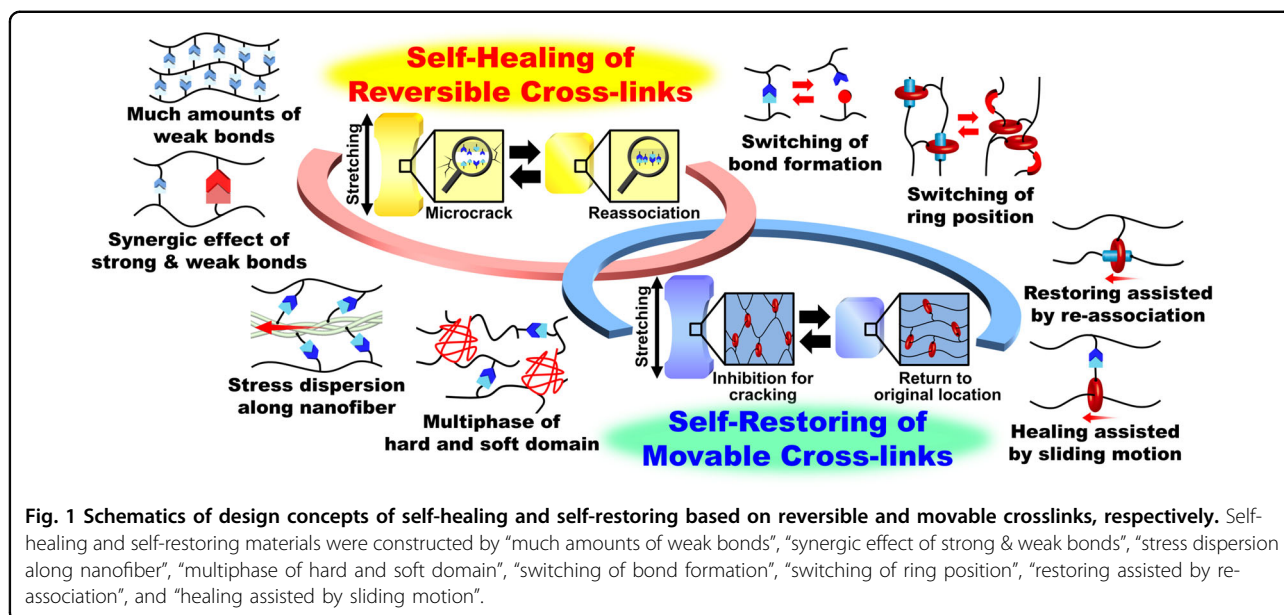 Self-Healing of
Reversible Cross-links
Much amounts of
weak bonds
Synergic effect of
strong & weak bonds
Stress dispersion
along nanofiber
Multiphase of
hard and soft domain
Stretching
Microcrack
Reassociation
Switching of
bond formation
Switching of
ring position
Restoring assisted
by re-association
Healing assisted
by sliding motion
Stretching
Inhibition for
cracking
Return to
original location
Self-Restoring of
Movable Cross-links
Fig. 1 Schematics of design concepts of self-healing and self-restoring based on reversible and movable crosslinks, respectively. Self-
healing and self-restoring materials were constructed by “much amounts of weak bonds”, “synergic effect of strong & weak bonds”, “stress dispersion
along nanofiber”, “multiphase of hard and soft domain”, “switching of bond formation”, “switching of ring position”, “restoring assisted by re-
association”, and “healing assisted by sliding motion”.